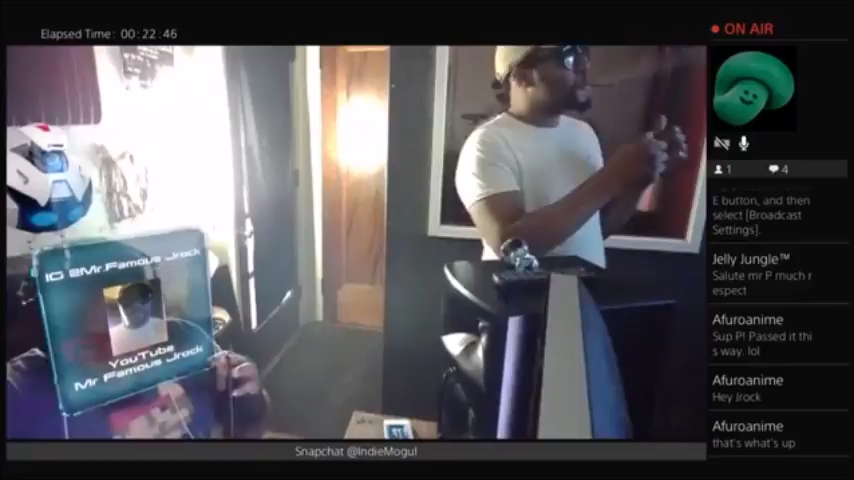 Elapsed Time: 00:22:46
ON AIR
1
4
E button, and then
select [Broadcast
Settings].
Jelly Jungle™
Salute mr P much r
espect
Afuroanime
Sup P! Passed it thi
s way. lol
Afuroanime
Hey Jrock
Afuroanime
that's what's up
IG @Mr.Famous Jrock
YouTube
Mr Famous Jrock
Snapchat @IndieMogul